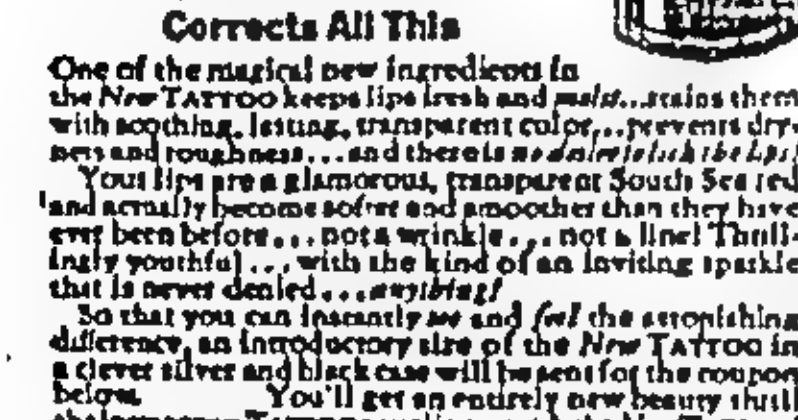 Corrects All This
One of the magical new ingredients in
the New TATTOO keeps lips fresh and moist...stains them
with soothing, lasting, transparent color...prevents dry-
ness and roughness...and there is no
Your lips are a glamorous, transparent South Sea red
and actually become softer and smoother than they have
ever been before...not a wrinkle...not a line! Thrill-
ingly youthful...with the kind of an inviting sparkle
that is never denied...anything!
So that you can instantly see and feel the astonishing
difference, an introductory size of the New TATTOO in
a clever silver and black case will be sent for the coupon
below. You'll get an entirely new beauty thrill